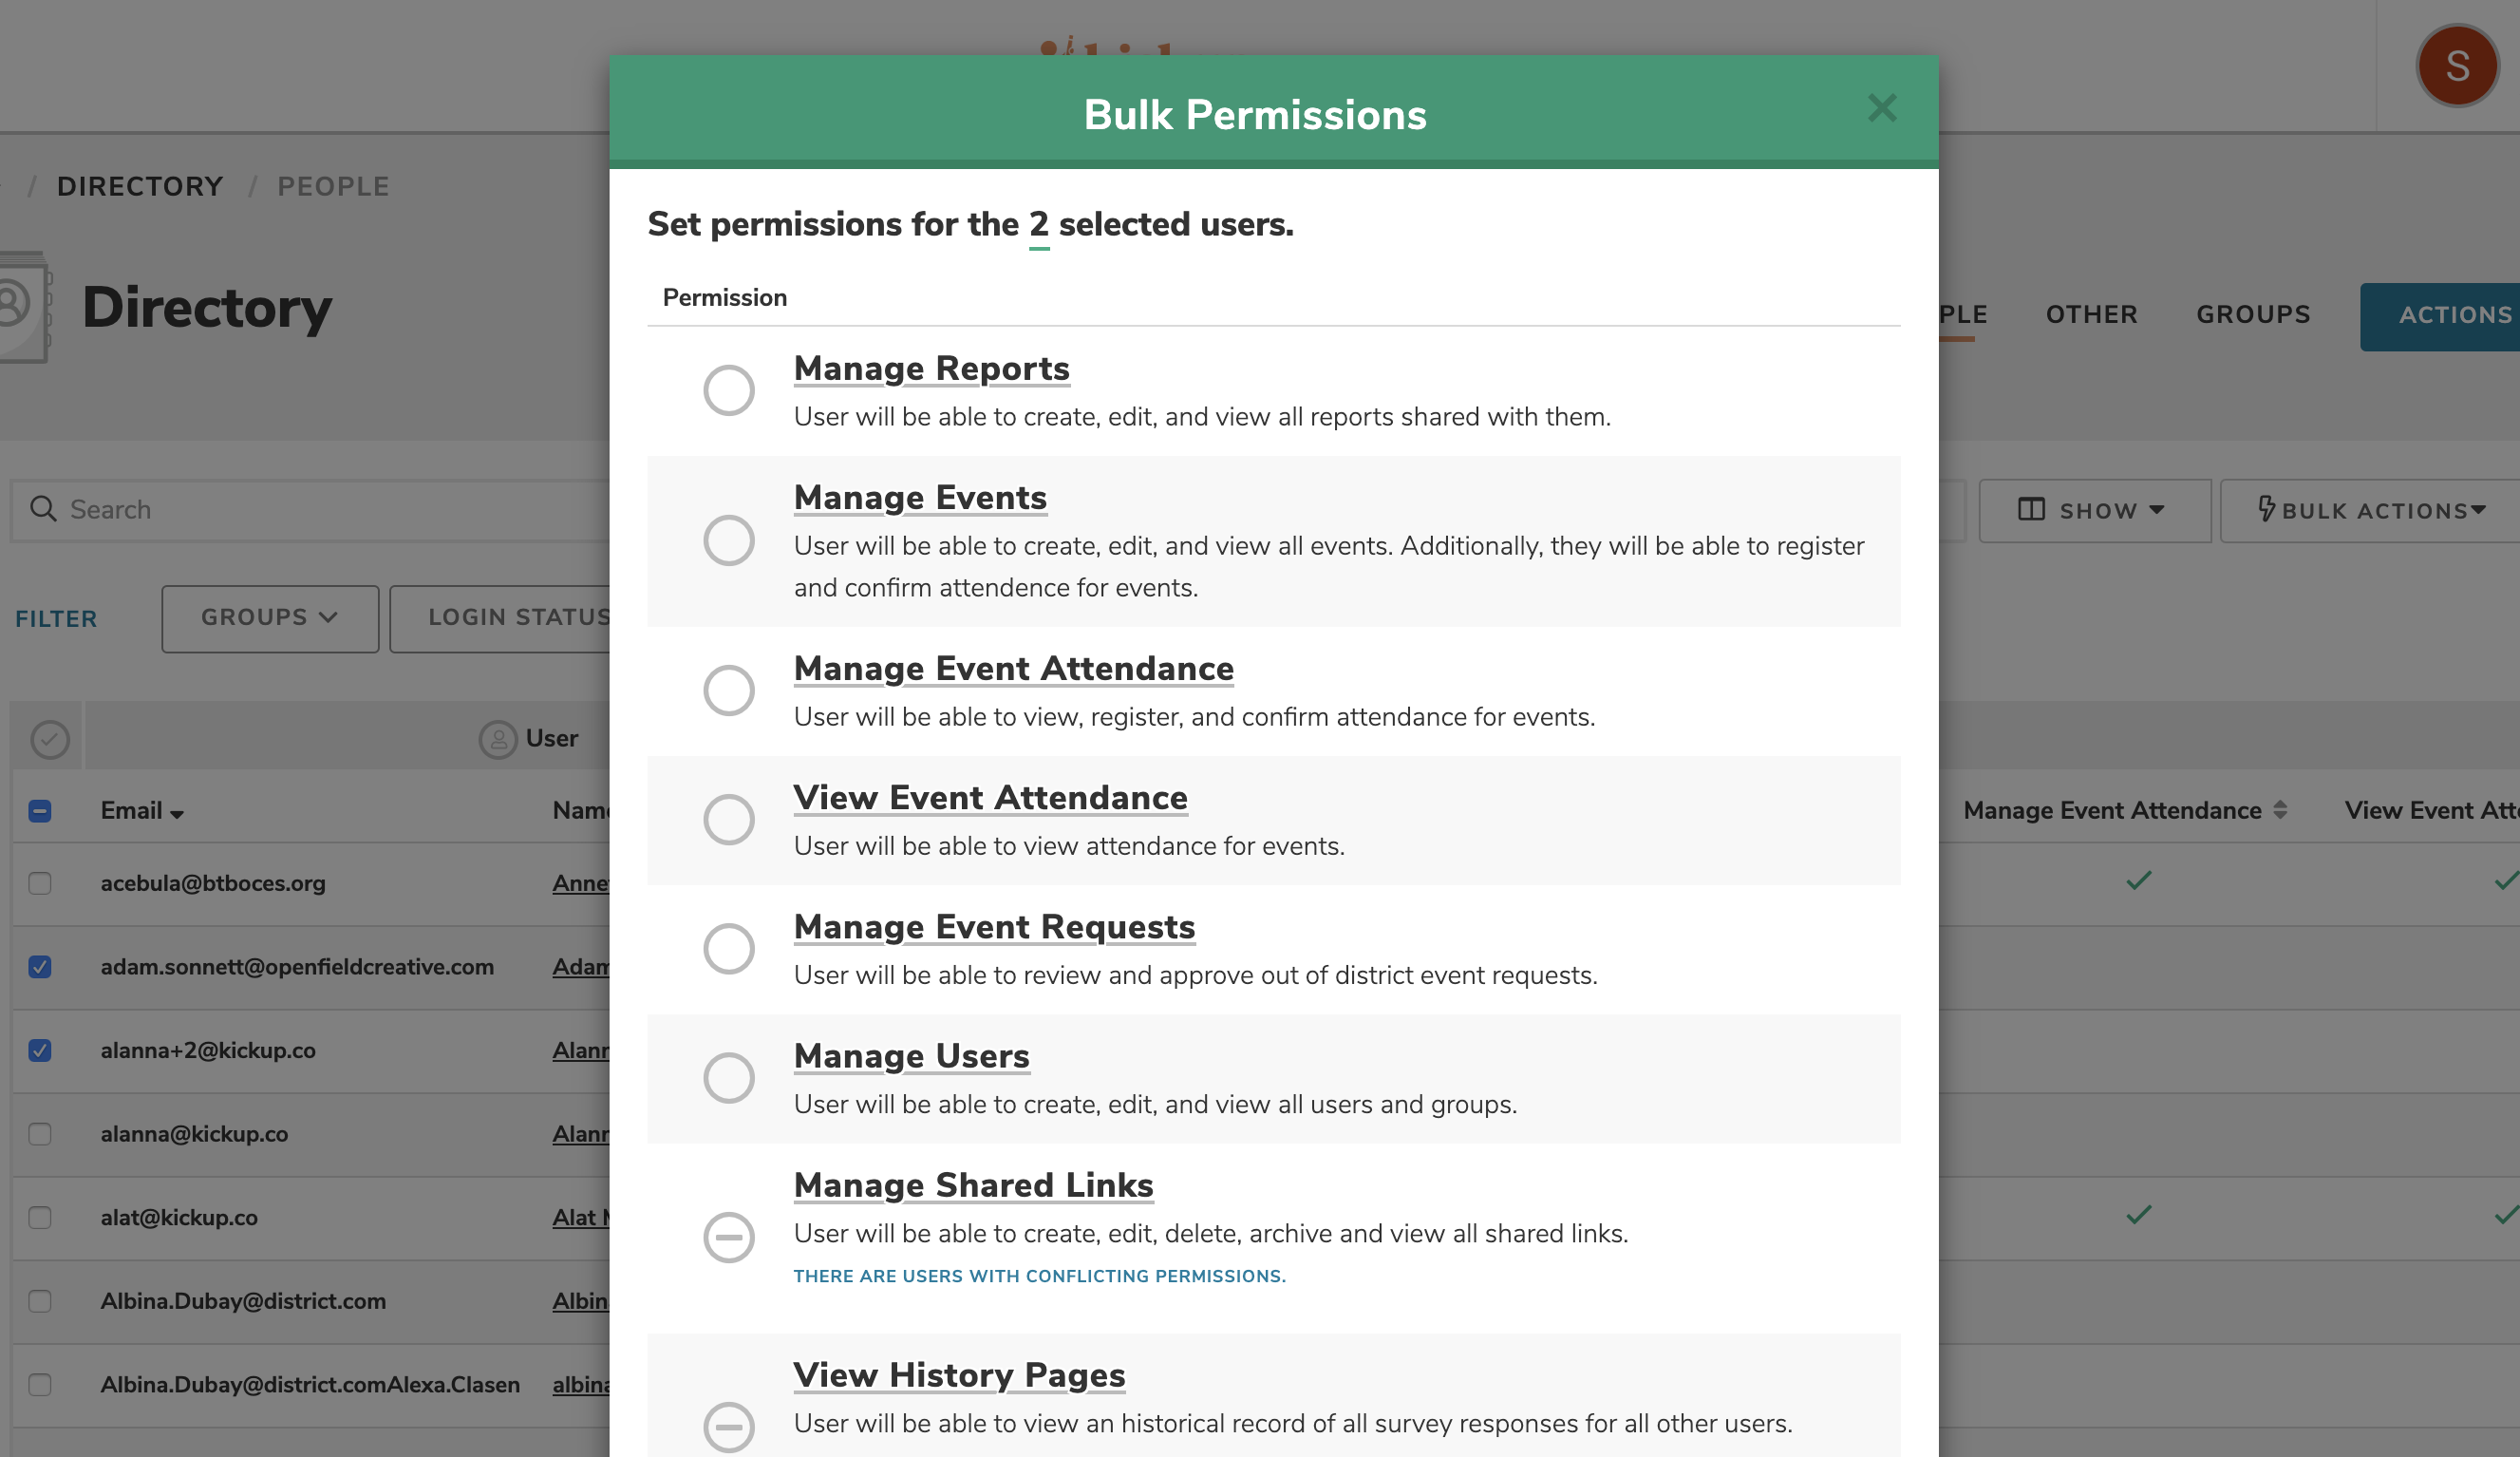 S
Bulk Permissions
/ DIRECTORY / PEOPLE
Directory
OTHER
GROUPS
ACTIONS
Set permissions for the 2 selected users.
Permission
Manage Reports
User will be able to create, edit, and view all reports shared with them.
Manage Events
User will be able to create, edit, and view all events. Additionally, they will be able to register
and confirm attendence for events.
Manage Event Attendance
User will be able to view, register, and confirm attendance for events.
View Event Attendance
User will be able to view attendance for events.
Manage Event Requests
User will be able to review and approve out of district event requests.
Manage Users
User will be able to create, edit, and view all users and groups.
Manage Shared Links
User will be able to create, edit, delete, archive and view all shared links.
THERE ARE USERS WITH CONFLICTING PERMISSIONS.
View History Pages
User will be able to view an historical record of all survey responses for all other users.
Search
SHOW
BULK ACTIONS
FILTER
GROUPS
LOGIN STATUS
User
Email
Manage Event Attendance
View Event
acebula@btboces.org
adam.sonnett@openfieldcreative.com
Adam
alanna+2@kickup.co
alanna@kickup.co
alat@kickup.co
Alat
Albina.Dubay@district.com
Albina.Dubay@district.comAlexa.Clasen